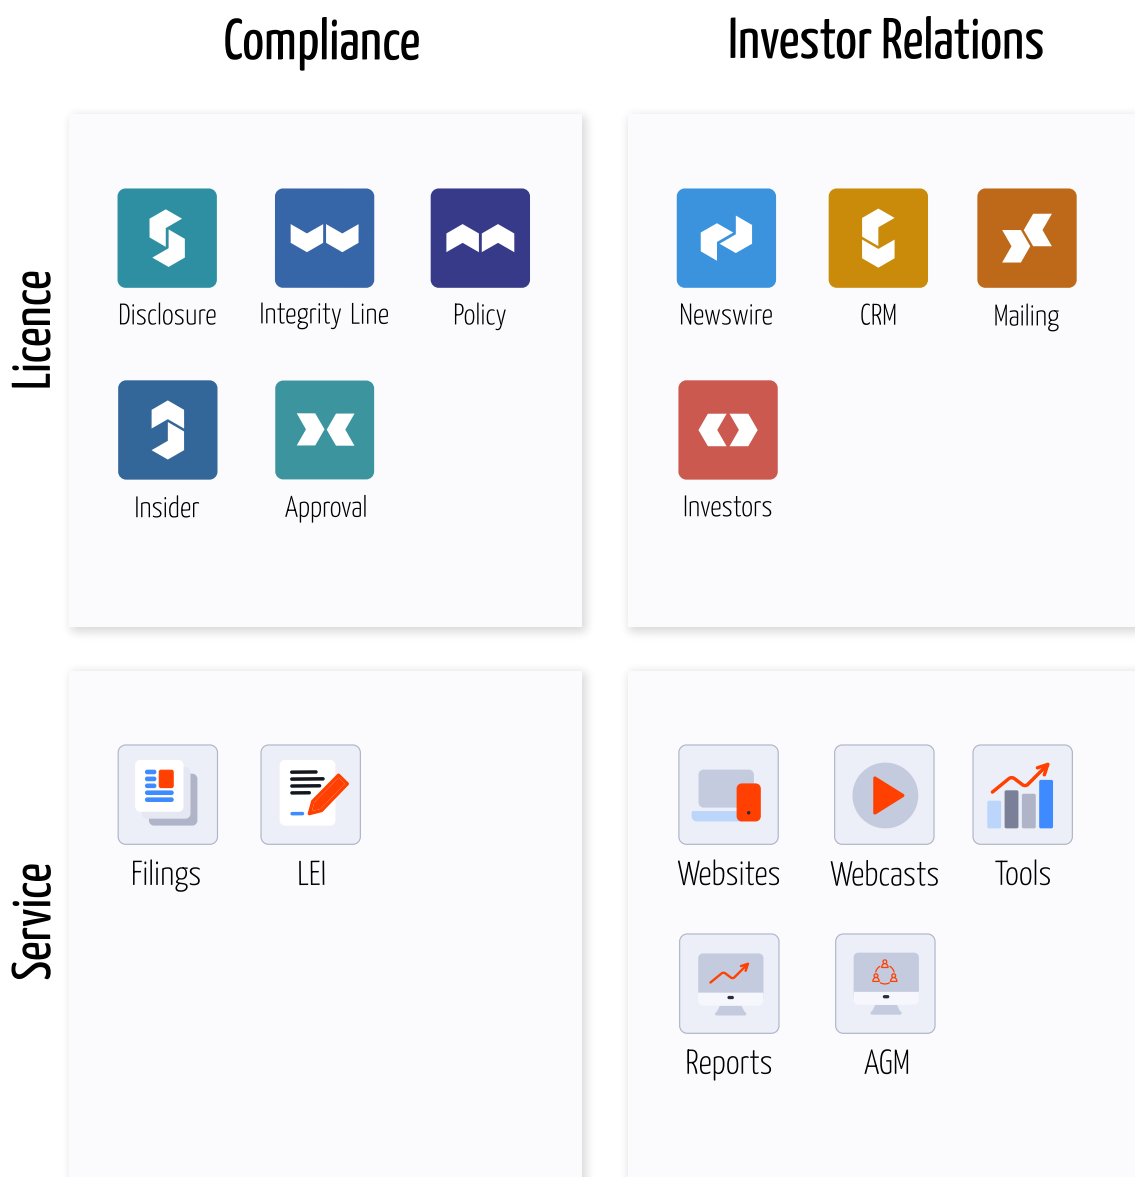 Compliance
Investor Relations
Licence
Disclosure
Integrity Line
Policy
Newswire
CRM
Mailing
Insider
Approval
Investors
Service
Filings
LEI
Websites
Webcasts
Tools
Reports
AGM